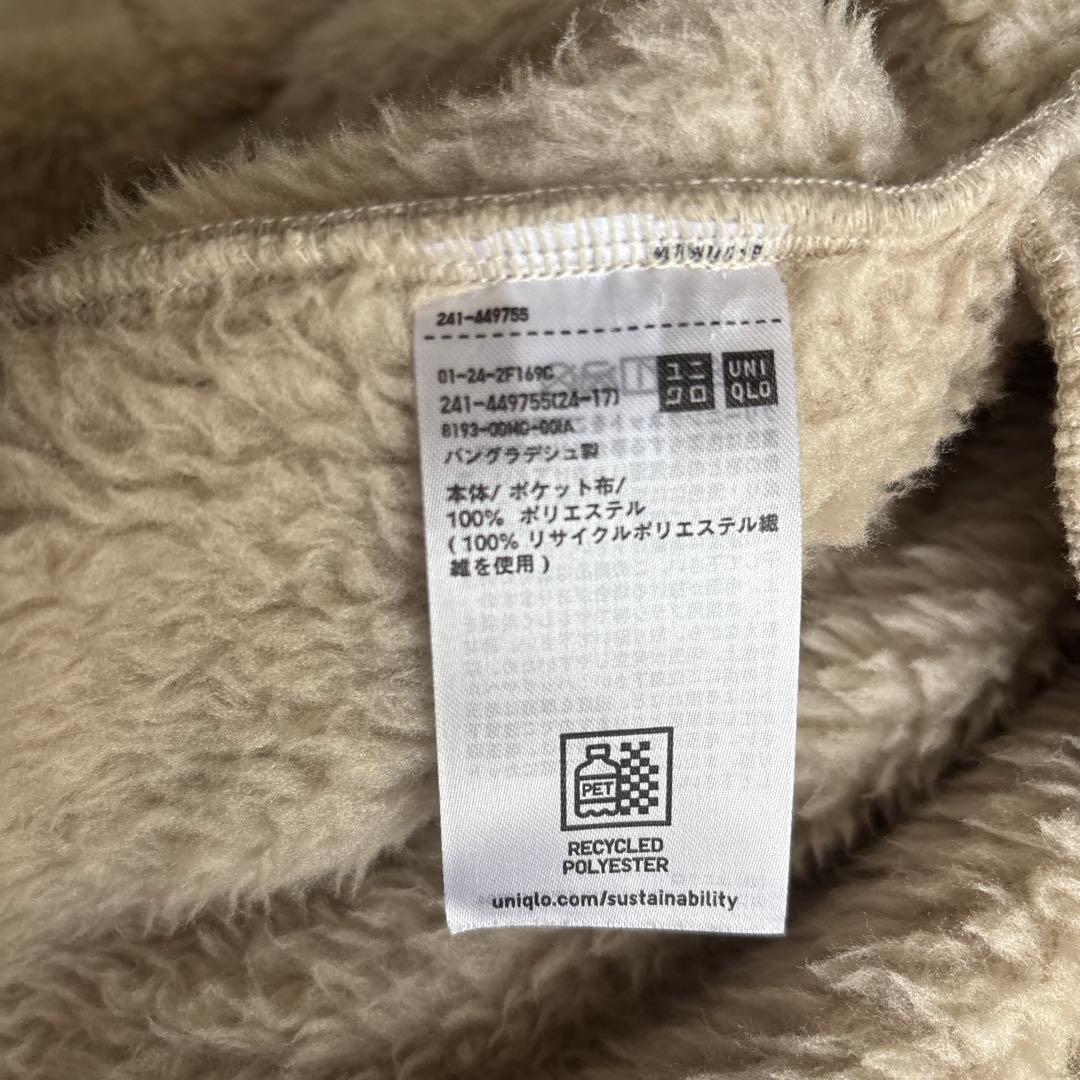 241-449755
01-24-2F169C
ユニクロ
UNIQLO
241-449755(24-17)
バングラデシュ製
本体/ ポケット布/
100% ポリエステル
( 100% リサイクルポリエステル繊
維を使用 )
PET
RECYCLED
POLYESTER
uniqlo.com/sustainability